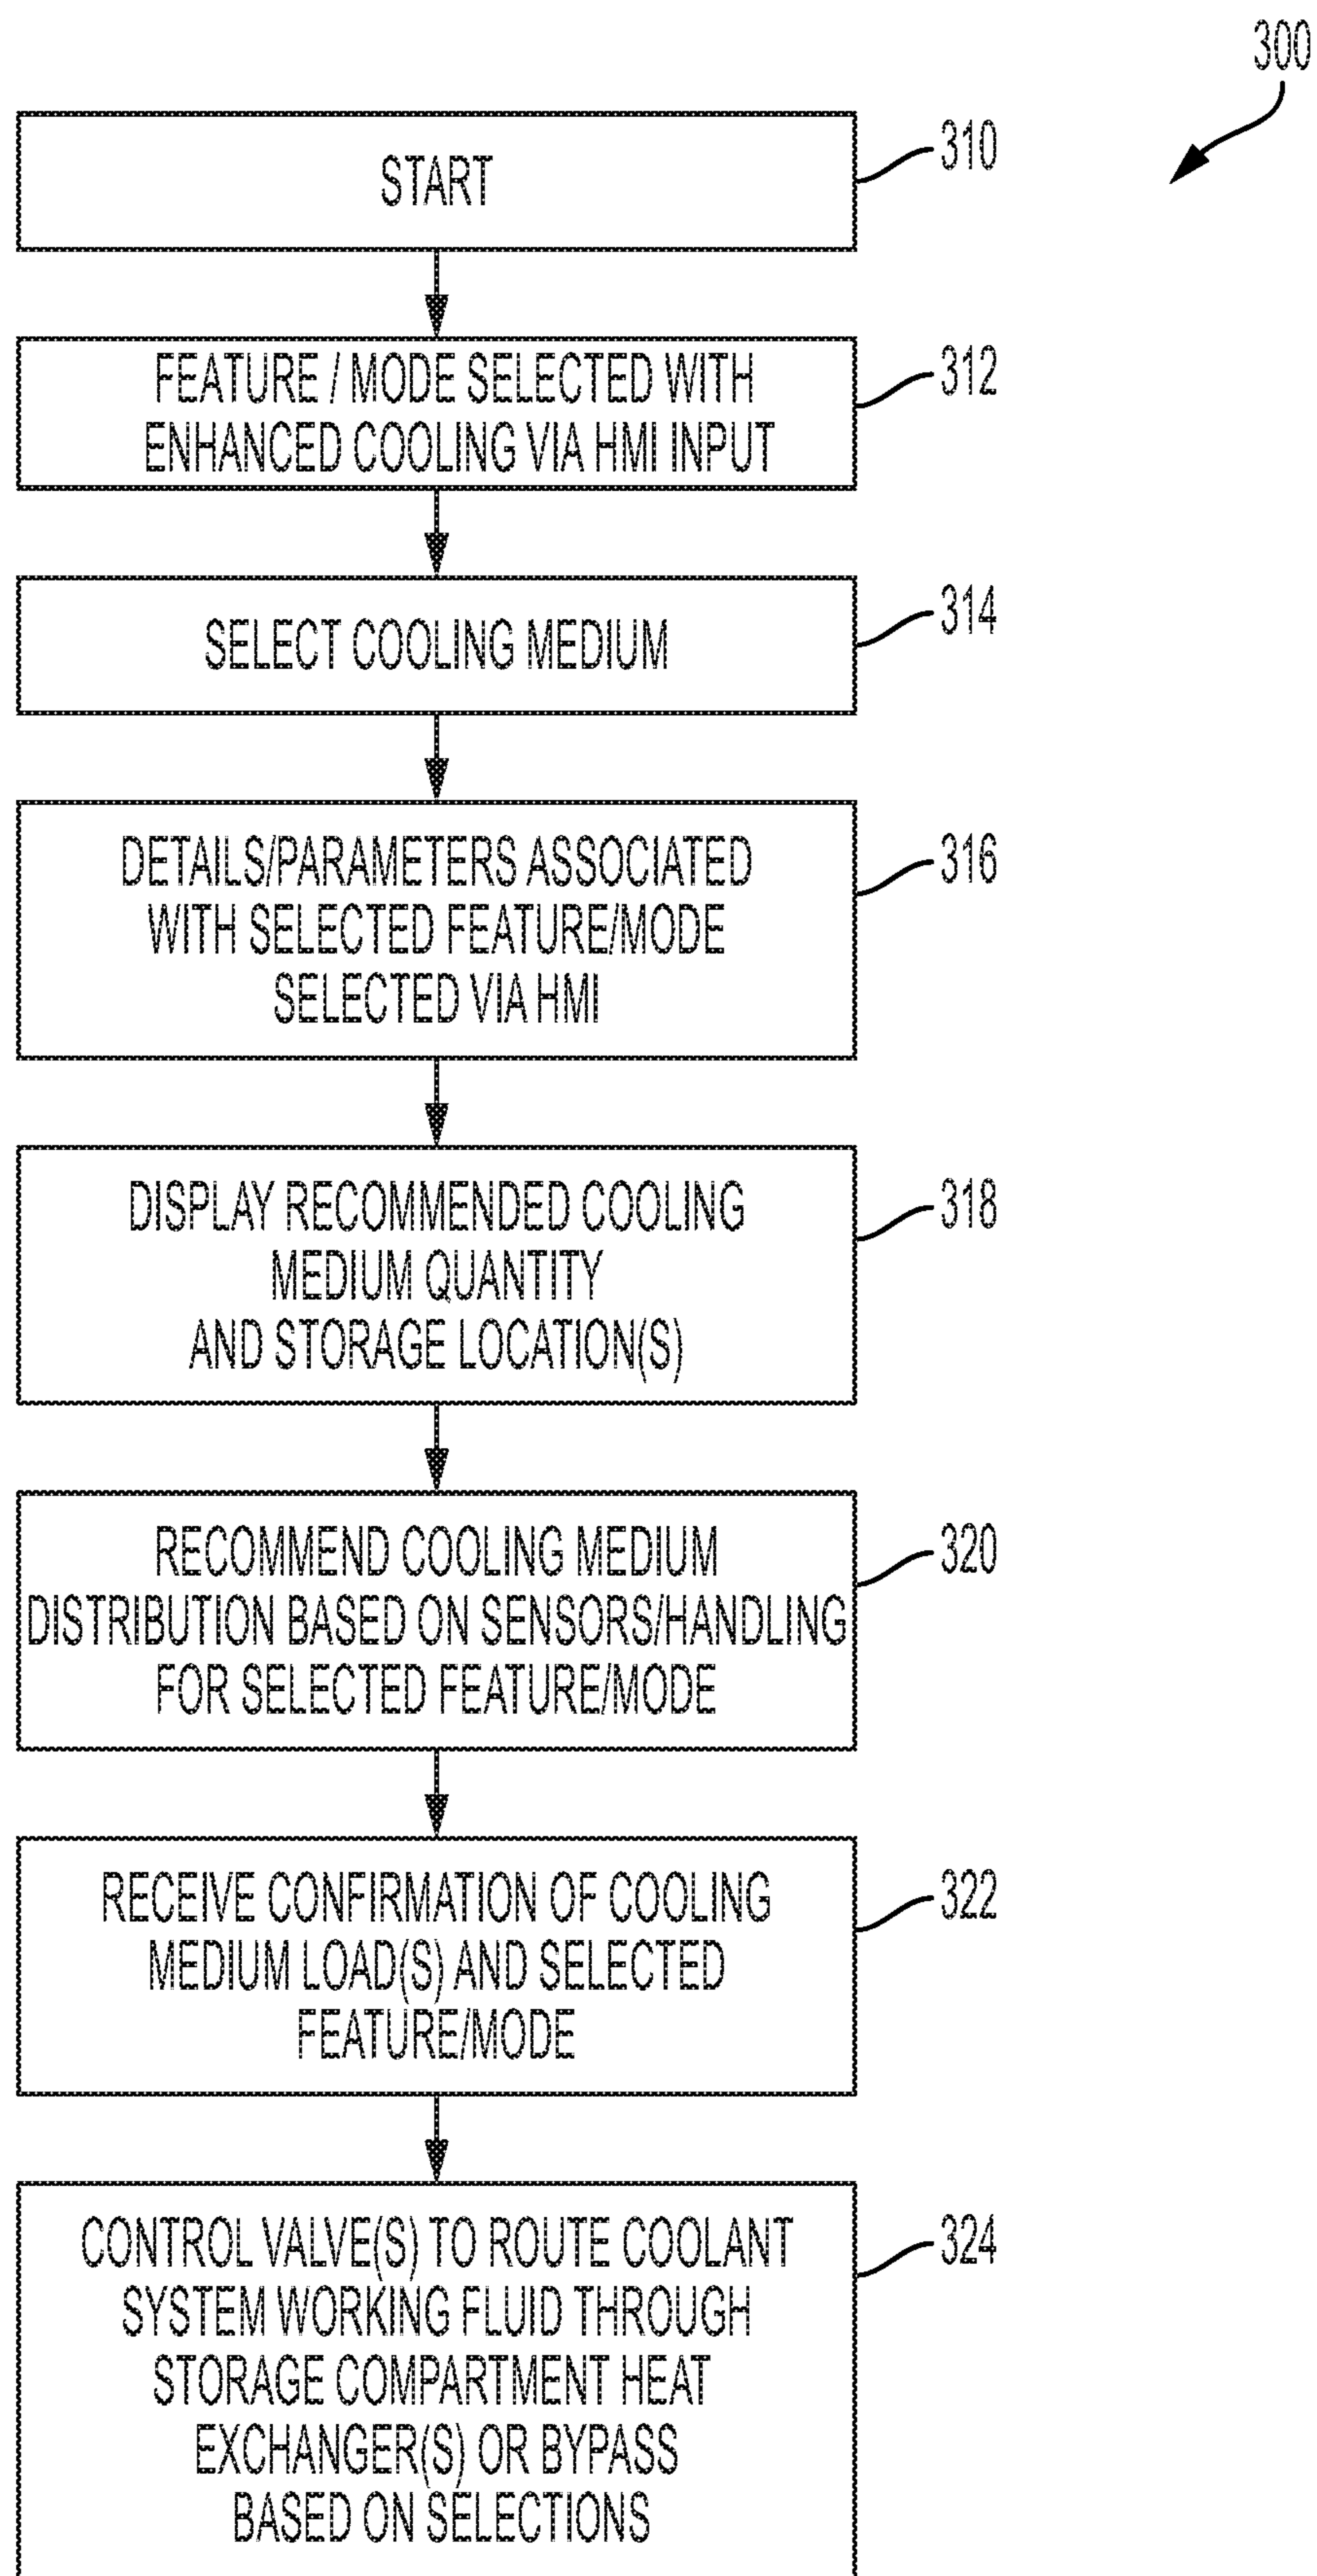 300
START
310
FEATURE / MODE SELECTED WITH
ENHANCED COOLING VIA HMI INPUT
312
SELECT COOLING MEDIUM
314
DETAILS/PARAMETERS ASSOCIATED
WITH SELECTED FEATURE/MODE
SELECTED VIA HMI
316
DISPLAY RECOMMENDED COOLING
MEDIUM QUANTITY
AND STORAGE LOCATION(S)
318
RECOMMEND COOLING MEDIUM
DISTRIBUTION BASED ON SENSORS/HANDLING
FOR SELECTED FEATURE/MODE
320
RECEIVE CONFIRMATION OF COOLING
MEDIUM LOAD(S) AND SELECTED
FEATURE/MODE
322
CONTROL VALVE(S) TO ROUTE COOLANT
SYSTEM WORKING FLUID THROUGH
STORAGE COMPARTMENT HEAT
EXCHANGER(S) OR BYPASS
BASED ON SELECTIONS
324